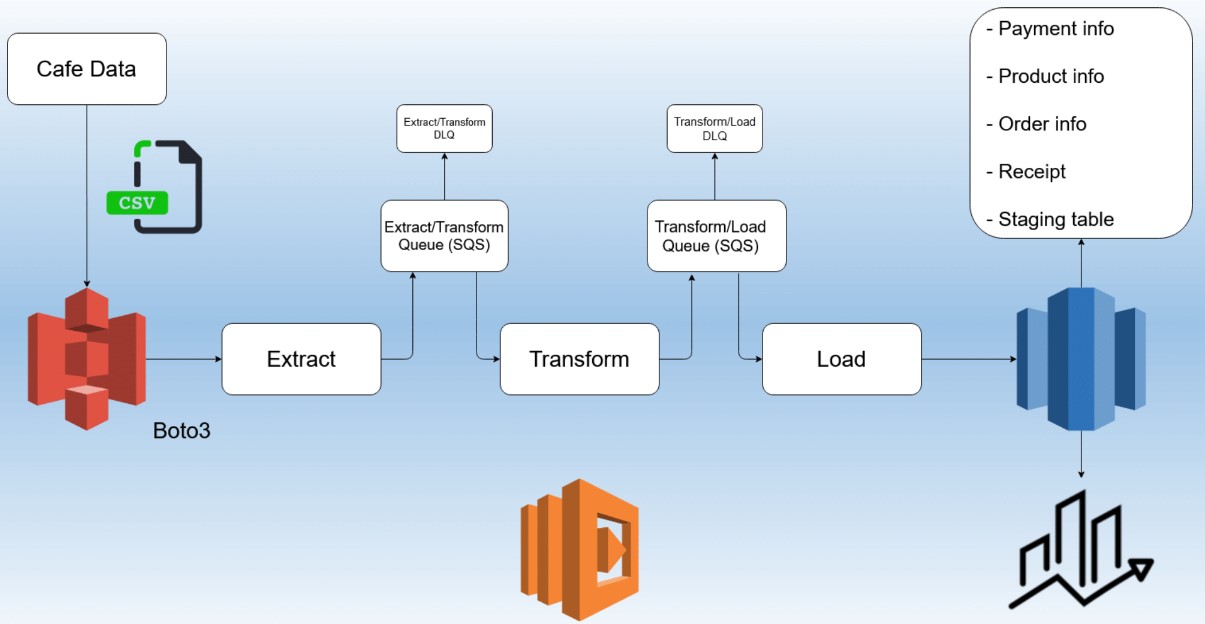 Cafe Data
CSV
Boto3
Extract
Extract/Transform
DLQ
Extract/Transform
Queue (SQS)
Transform
Transform/Load
DLQ
Transform/Load
Queue (SQS)
Load
- Payment info
- Product info
- Order info
- Receipt
- Staging table